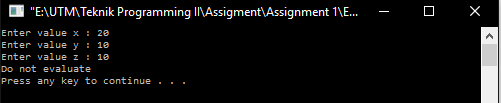 "E:\UTM\Teknik Programming II\Assigment\Assignment 1\E...
Enter value x : 20
Enter value y : 10
Enter value z : 10
Do not evaluate
Press any key to continue . . .